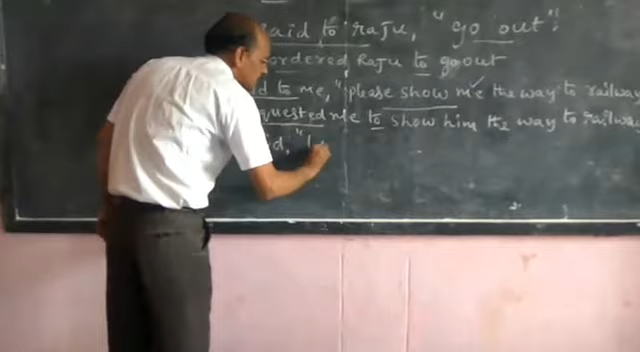 said to raju, "go out".
ordered Raju to go out
to me, "please show me the way to railway
requested me to show him the way to railway